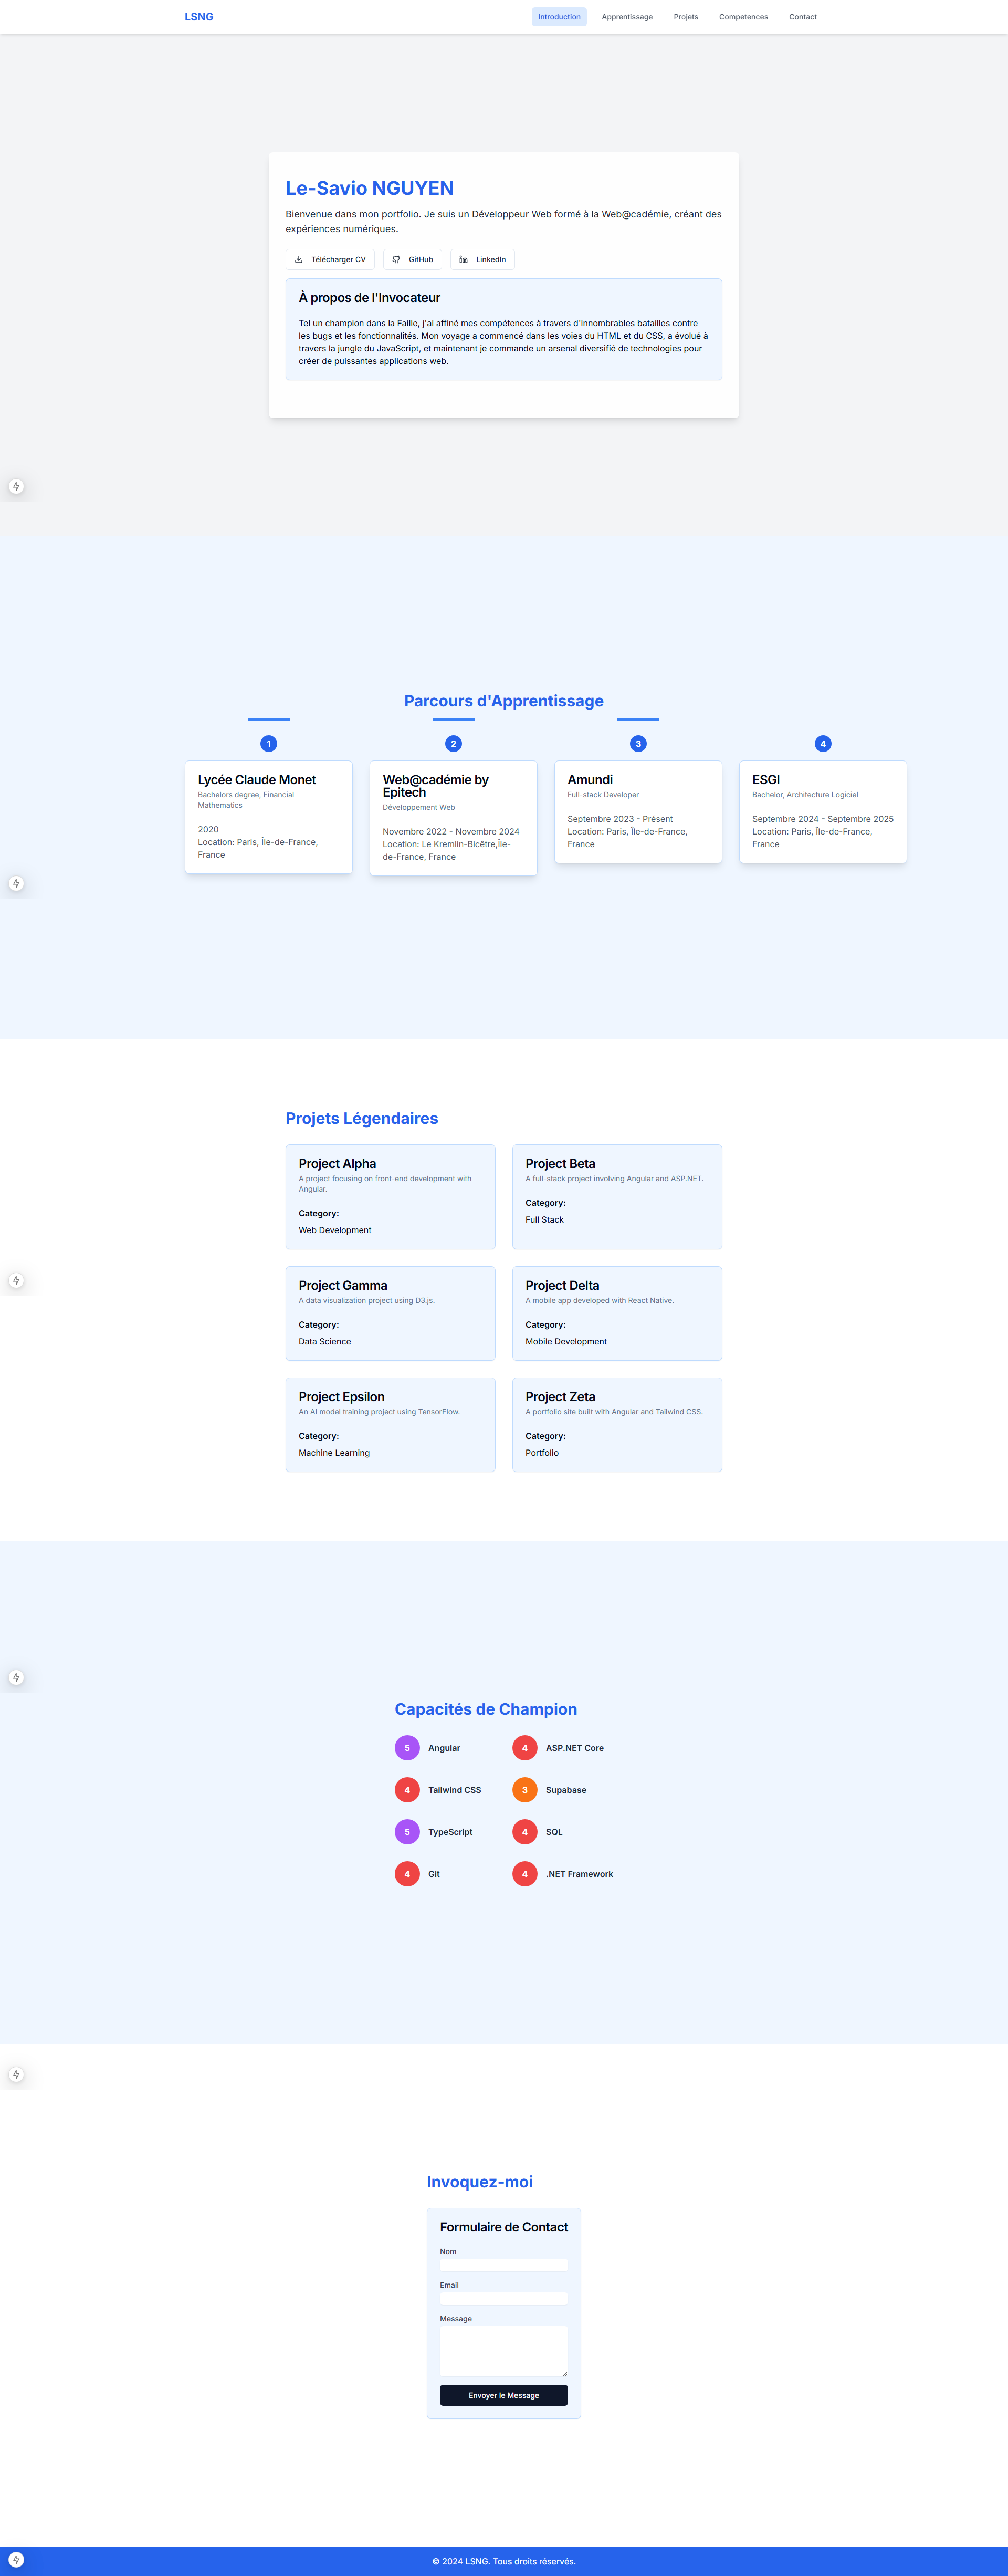 LSNG
Introduction
Apprentissage
Projets
Competences
Contact
Le-Savio NGUYEN
Bienvenue dans mon portfolio. Je suis un Développeur Web formé à la Web@cadémie, créant des
expériences numériques.
Télécharger CV
GitHub
LinkedIn
À propos de l'Invocateur
Tel un champion dans la Faille, j'ai affiné mes compétences à travers d'innombrables batailles contre
les bugs et les fonctionnalités. Mon voyage a commencé dans les voies du HTML et du CSS, a évolué à
travers la jungle du JavaScript, et maintenant je commande un arsenal diversifié de technologies pour
créer de puissantes applications web.
Parcours d'Apprentissage
1
Lycée Claude Monet
Bachelors degree, Financial
Mathematics
2020
Location: Paris, Île-de-France,
France
2
Web@cadémie by
Epitech
Développement Web
Novembre 2022 - Novembre 2024
Location: Le Kremlin-Bicêtre,Île-
de-France, France
3
Amundi
Full-stack Developer
Septembre 2023 - Présent
Location: Paris, Île-de-France,
France
4
ESGI
Bachelor, Architecture Logiciel
Septembre 2024 - Septembre 2025
Location: Paris, Île-de-France,
France
Projets Légendaires
Project Alpha
A project focusing on front-end development with
Angular.
Category:
Web Development
Project Beta
A full-stack project involving Angular and ASP.NET.
Category:
Full Stack
Project Gamma
A data visualization project using D3.js.
Category:
Data Science
Project Delta
A mobile app developed with React Native.
Category:
Mobile Development
Project Epsilon
An AI model training project using TensorFlow.
Category:
Machine Learning
Project Zeta
A portfolio site built with Angular and Tailwind CSS.
Category:
Portfolio
Capacités de Champion
5 Angular
4 ASP.NET Core
4 Tailwind CSS
3 Supabase
5 TypeScript
4 SQL
4 Git
4 .NET Framework
Invoquez-moi
Formulaire de Contact
Nom
Email
Message
Envoyer le Message
© 2024 LSNG. Tous droits réservés.